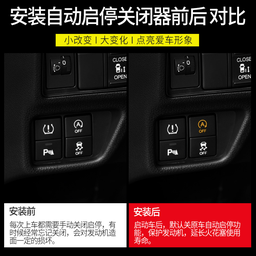 安装自动启停关闭器前后 对比
小改变 | 大变化 | 点亮爱车形象
OPEN
OPEN
OFF
OFF
OFF
OFF
安装前
每次上车都需要手动关闭启停,有
时候经常忘记关闭,会对发动机造
成一定的损坏。
安装后
启动车后,默认关原车自动启停功
能,保护发动机,延长火花塞使用
寿命。